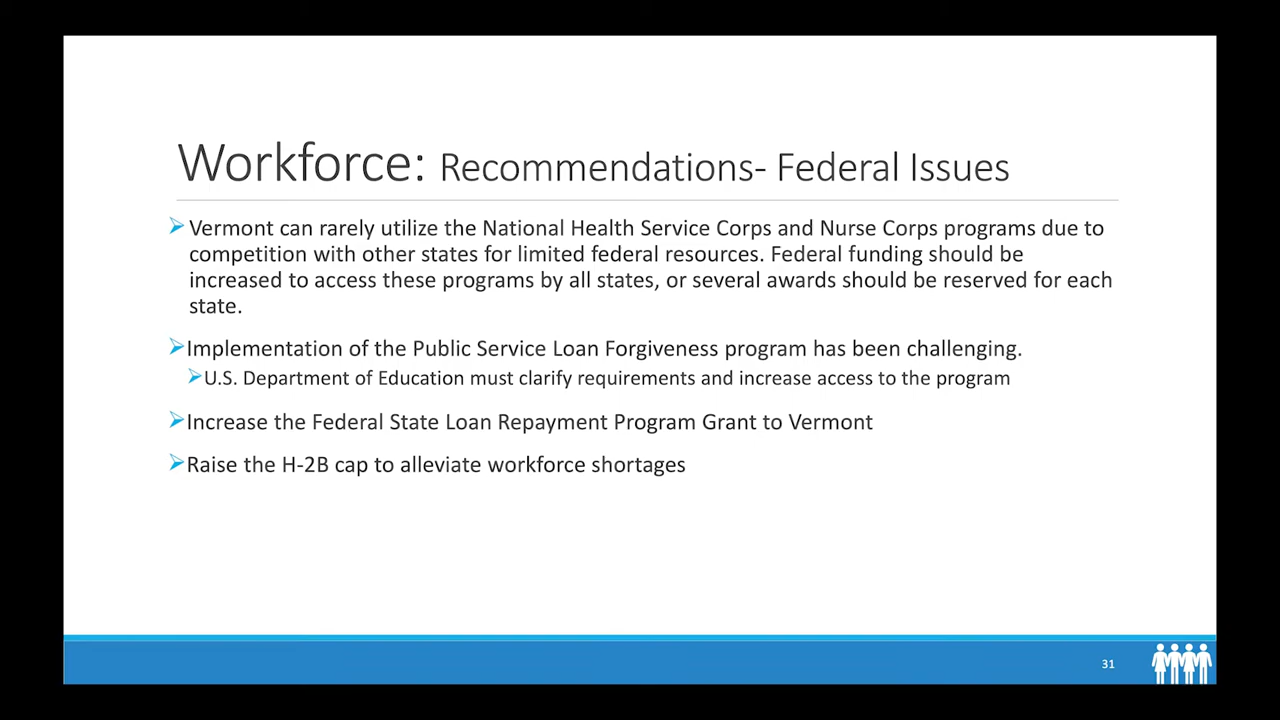 Workforce: Recommendations- Federal Issues
Vermont can rarely utilize the National Health Service Corps and Nurse Corps programs due to
competition with other states for limited federal resources. Federal funding should be
increased to access these programs by all states, or several awards should be reserved for each
state.
Implementation of the Public Service Loan Forgiveness program has been challenging.
U.S. Department of Education must clarify requirements and increase access to the program
Increase the Federal State Loan Repayment Program Grant to Vermont
Raise the H-2B cap to alleviate workforce shortages
31